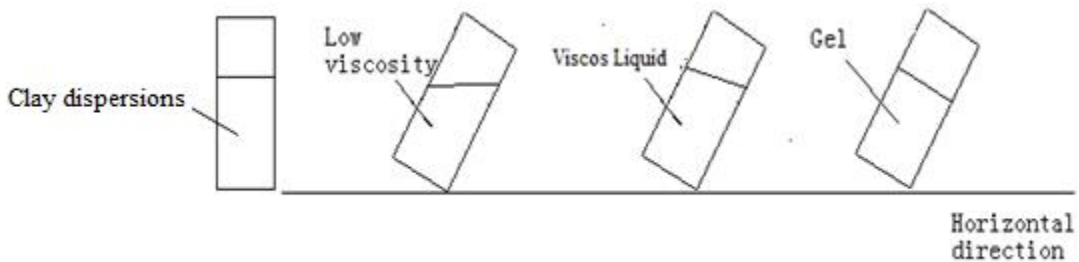 Clay dispersions
Low
viscosity
Viscos Liquid
Gel
Horizontal
direction